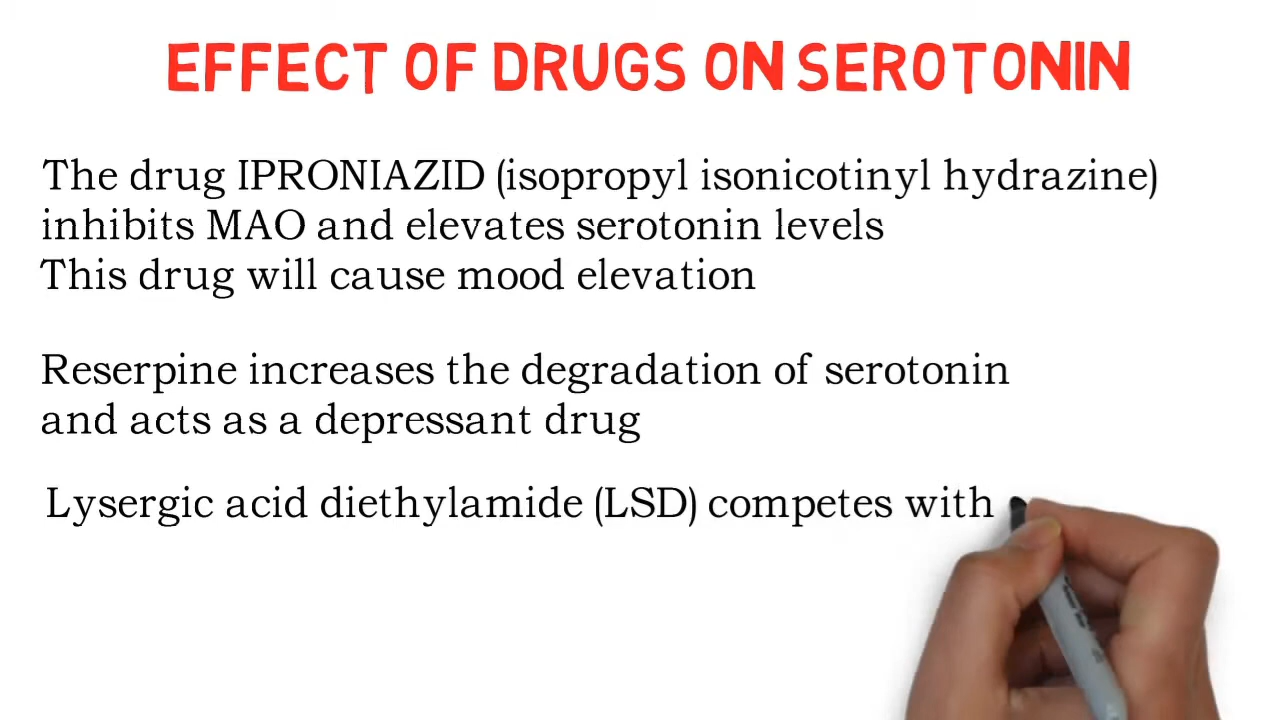 EFFECT OF DRUGS ON SEROTONIN
The drug IPRONIAZID (isopropyl isonicotinyl hydrazine)
inhibits MAO and elevates serotonin levels
This drug will cause mood elevation
Reserpine increases the degradation of serotonin
and acts as a depressant drug
Lysergic acid diethylamide (LSD) competes with